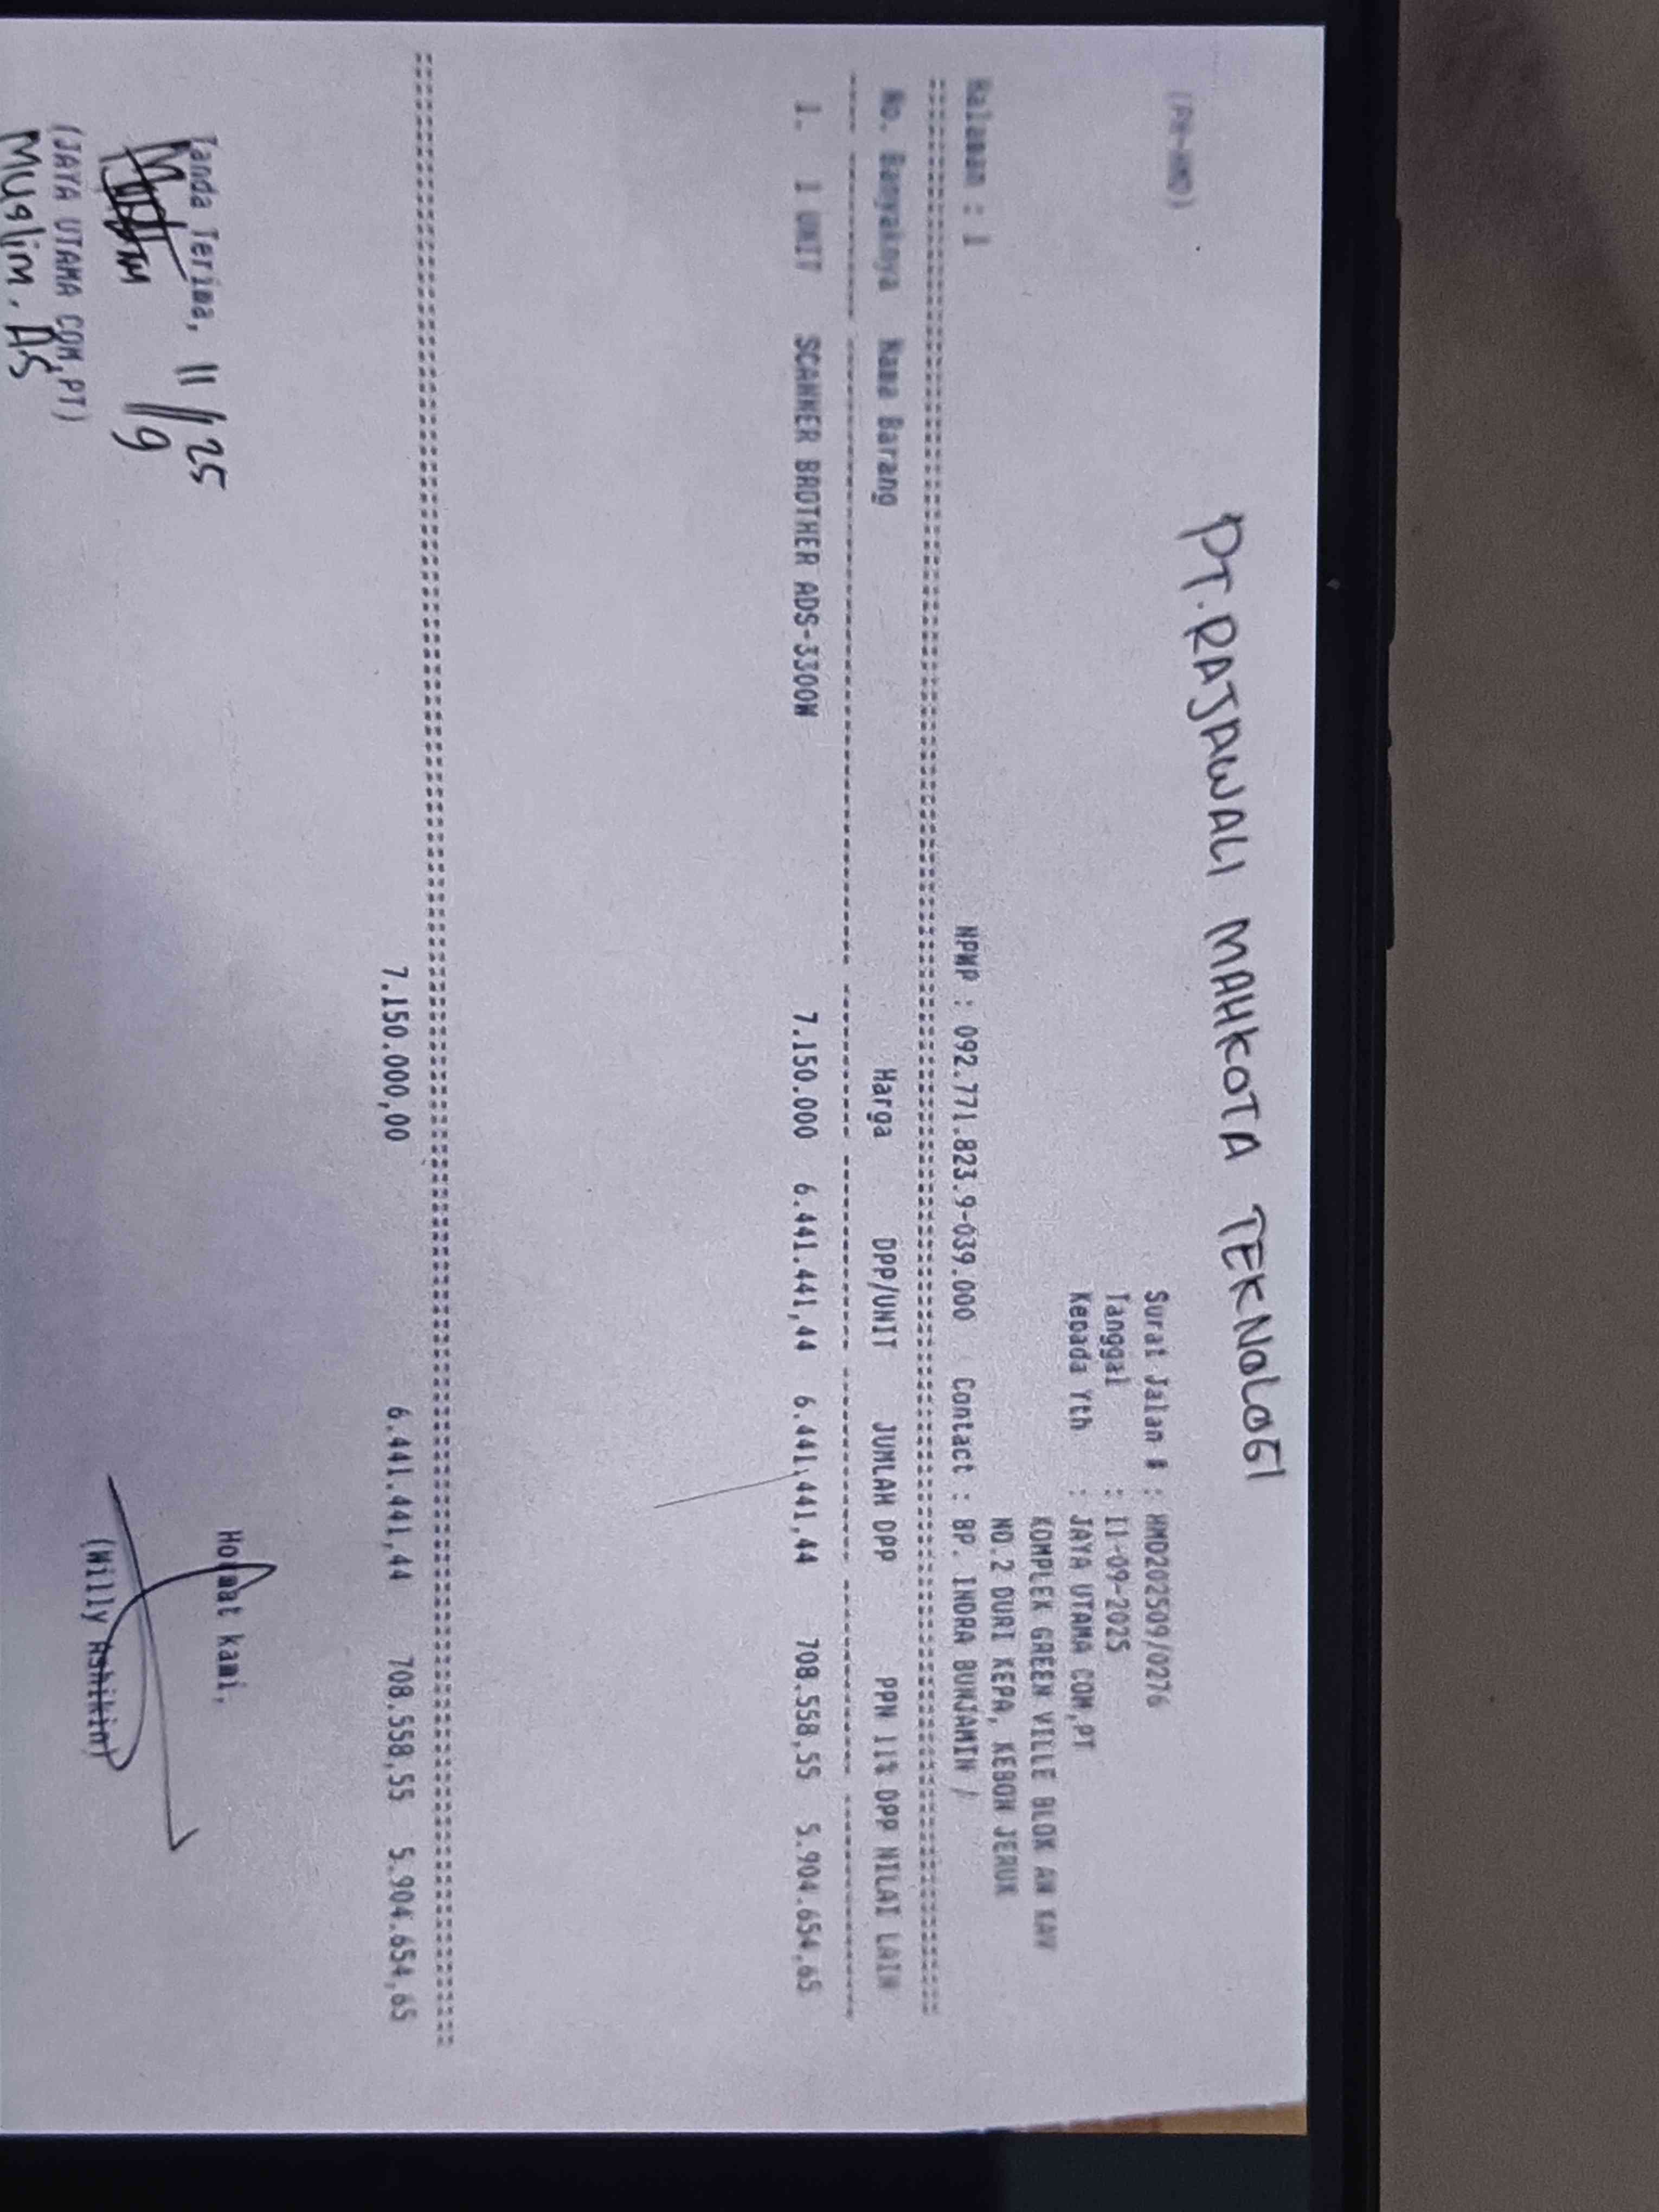 PT. RAJAWALI MAHKOTA TEKNOLOGI
Surat Jalan # : HMD202509/0276
Tanggal : 11-09-2025
Kepada Yth : JAYA UTAMA COM,PT
KOMPLEK GREEN VILLE BLOK AN KAV
NO.2 DURI KEPA, KEBON JERUK
Halaman : 1 NPWP : 092.771.823.9-039.000 Contact : BP. INDRA BUNJAMIN /
No. Banyaknya Nama Barang Harga DPP/UNIT JUMLAH DPP PPN 11% DPP NILAI LAIN
1. 1 UNIT SCANNER BROTHER ADS-3300W 7.150.000 6.441.441,44 6.441.441,44 708.558,55 5.904.654,65
7.150.000,00 6.441.441,44 708.558,55 5.904.654,65
Tanda Terima, 11/25 Hormat kami,
/9
(JAYA UTAMA COM,PT) (Willy Ashikin)
Muslim. AS